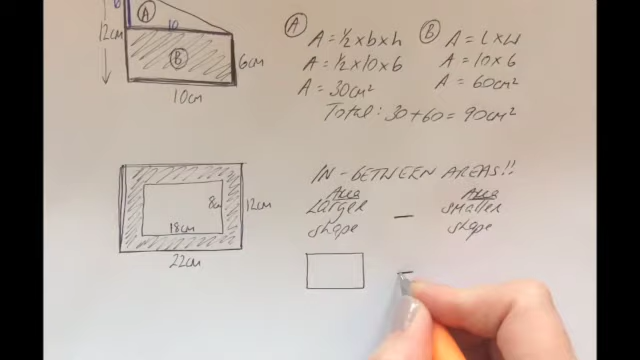 A
10
12cm
B
6cm
10cm
A
A = ½ x b x h
A = ½ x 10 x 6
A = 30cm²
B
A = L x W
A = 10 x 6
A = 60cm²
Total: 30 + 60 = 90cm²
8cm
12cm
18cm
22cm
IN-BETWEEN AREAS!!
Area Larger shape
—
Area smaller shape
—